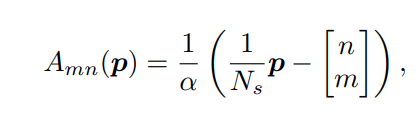 A_{mn}(\boldsymbol{p}) = \frac{1}{\alpha} \left( \frac{1}{N_s} \boldsymbol{p} - \begin{bmatrix} n \\ m \end{bmatrix} \right),